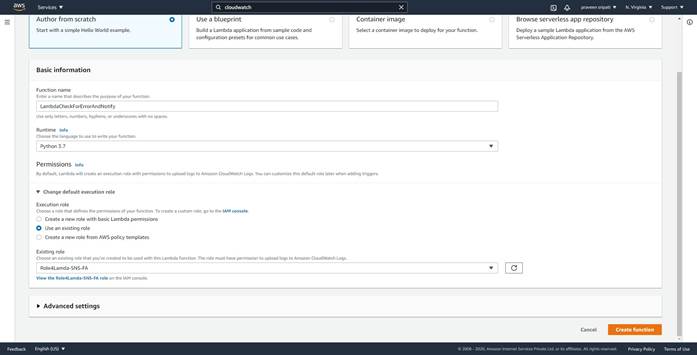 aws
Services
cloudwatch
praveen sripati
N. Virginia
Support
Author from scratch
Start with a simple Hello World example.
Use a blueprint
Build a Lambda application from sample code and
configuration presets for common use cases.
Container image
Select a container image to deploy for your function.
Browse serverless app repository
Deploy a sample Lambda application from the AWS
Serverless Application Repository.
Basic information
Function name
Enter a name that describes the purpose of your function.
LambdaCheckForErrorAndNotify
Use only letters, numbers, hyphens, or underscores with no spaces.
Runtime Info
Choose the language to use to write your function.
Python 3.7
Permissions Info
By default, Lambda will create an execution role with permissions to upload logs to Amazon CloudWatch Logs. You can customize this default role later when adding triggers.
Change default execution role
Execution role
Choose a role that defines the permissions of your function. To create a custom role, go to the IAM console.
Create a new role with basic Lambda permissions
Use an existing role
Create a new role from AWS policy templates
Existing role
Choose an existing role that you've created to be used with this Lambda function. The role must have permission to upload logs to Amazon CloudWatch Logs.
Role4Lamda-SNS-FA
View the Role4Lamda-SNS-FA role on the IAM console.
Advanced settings
Cancel
Create function
Feedback
English (US)
© 2008 - 2020, Amazon Internet Services Private Ltd. or its affiliates. All rights reserved.
Privacy Policy
Terms of Use